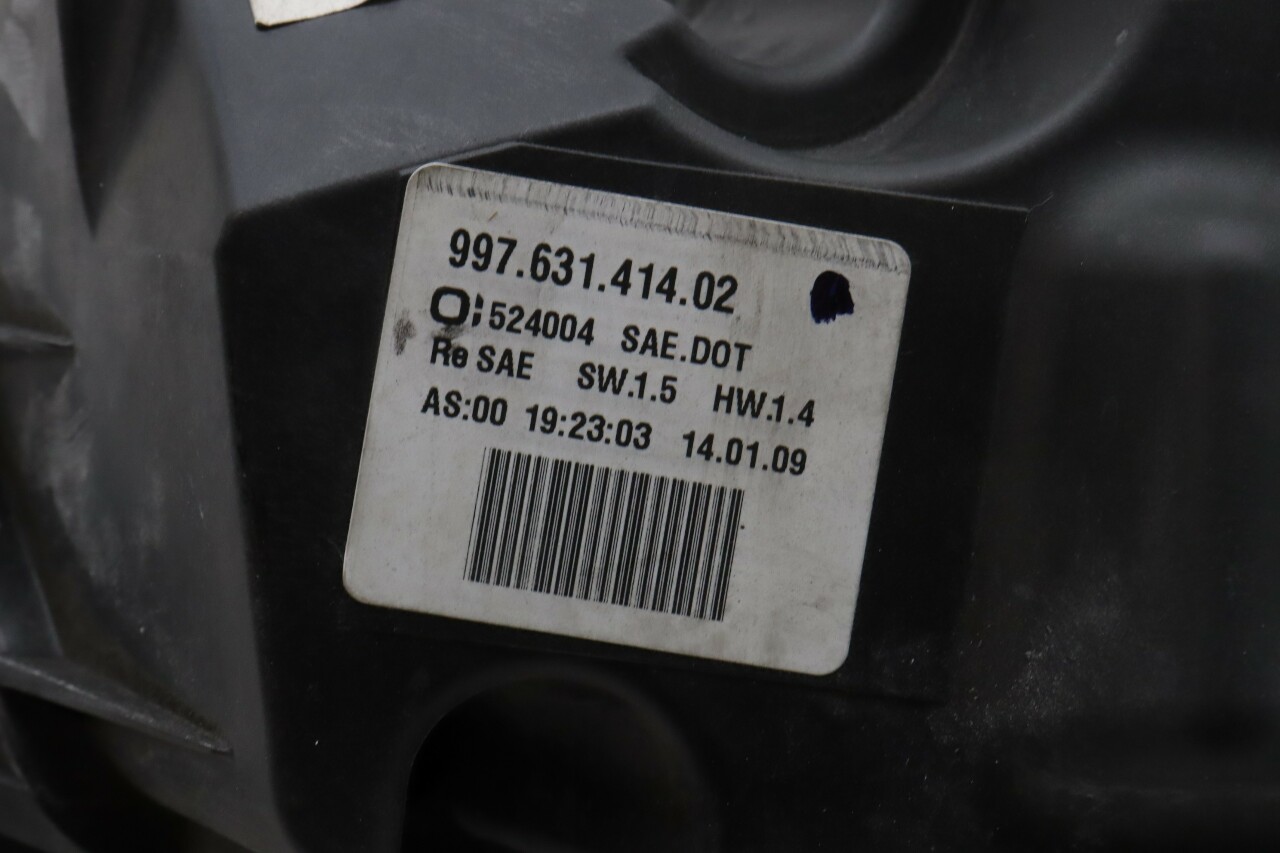 997.631.414.02
524004 SAE.DOT
Re SAE SW.1.5 HW.1.4
AS:00 19:23:03 14.01.09